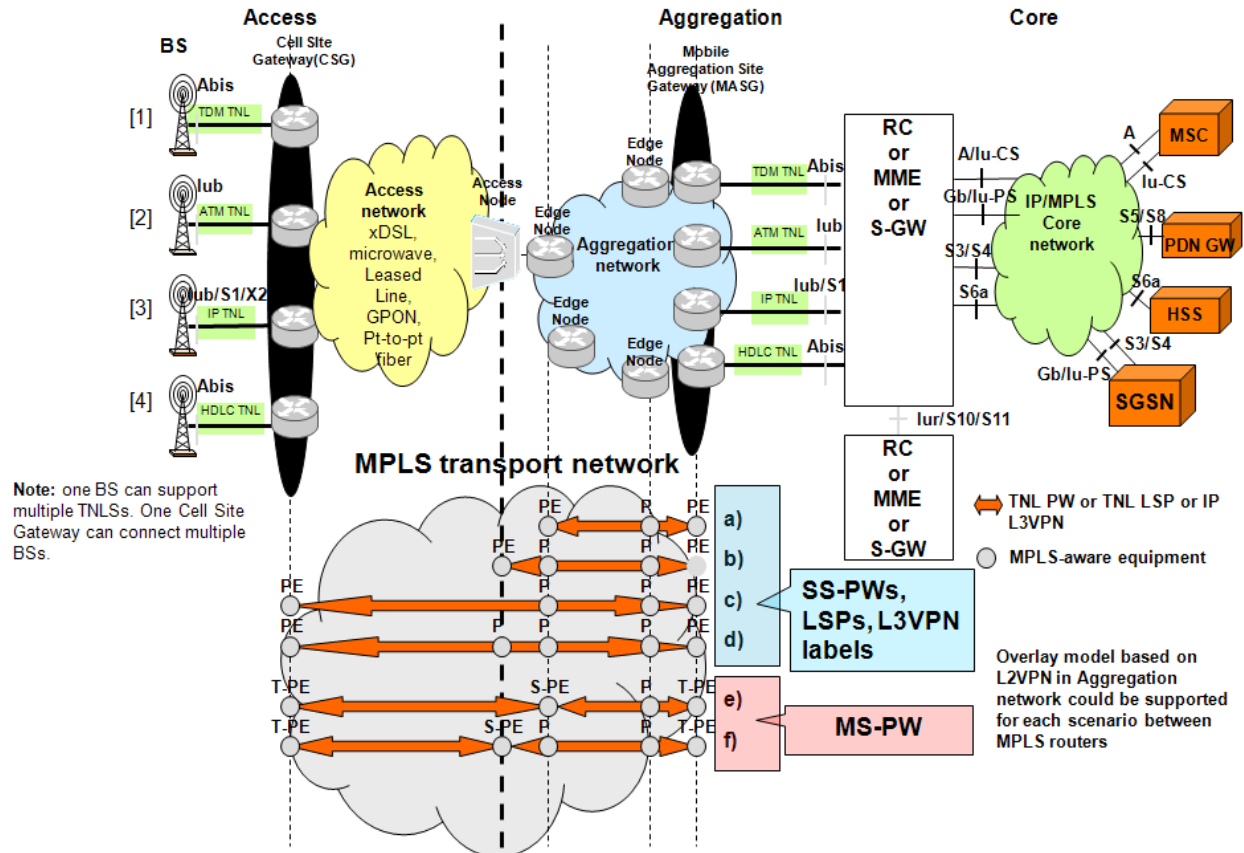 Access
Aggregation
Core
BS
Cell SIte
Gateway(CSG)
Mobile
Aggregation Site
Gateway (MASG)
[1]
Abis
TDM TNL
[2]
Iub
ATM TNL
[3]
Iub/S1/X2
IP TNL
[4]
Abis
HDLC TNL
Access
network
xDSL,
microwave,
Leased
Line,
GPON,
Pt-to-pt
fiber
Access
Node
Edge
Node
Edge
Node
Aggregation
network
Edge
Node
Edge
Node
TDM TNL
Abis
ATM TNL
Iub
IP TNL
Iub/S1
HDLC TNL
Abis
RC
or
MME
or
S-GW
A/Iu-CS
Gb/Iu-PS
S3/S4
S6a
IP/MPLS
Core
network
A
Iu-CS
MSC
S5/S8
PDN GW
S6a
HSS
S3/S4
Gb/Iu-PS
SGSN
Iur/S10/S11
RC
or
MME
or
S-GW
Note: one BS can support
multiple TNLSs. One Cell Site
Gateway can connect multiple
BSs.
MPLS transport network
PE P PE a)
PE P P PE b)
PE P P PE c)
PE P P P PE d)
T-PE S-PE P T-PE e)
T-PE S-PE P P T-PE f)
SS-PWs,
LSPs, L3VPN
labels
MS-PW
TNL PW or TNL LSP or IP
L3VPN
MPLS-aware equipment
Overlay model based on
L2VPN in Aggregation
network could be supported
for each scenario between
MPLS routers